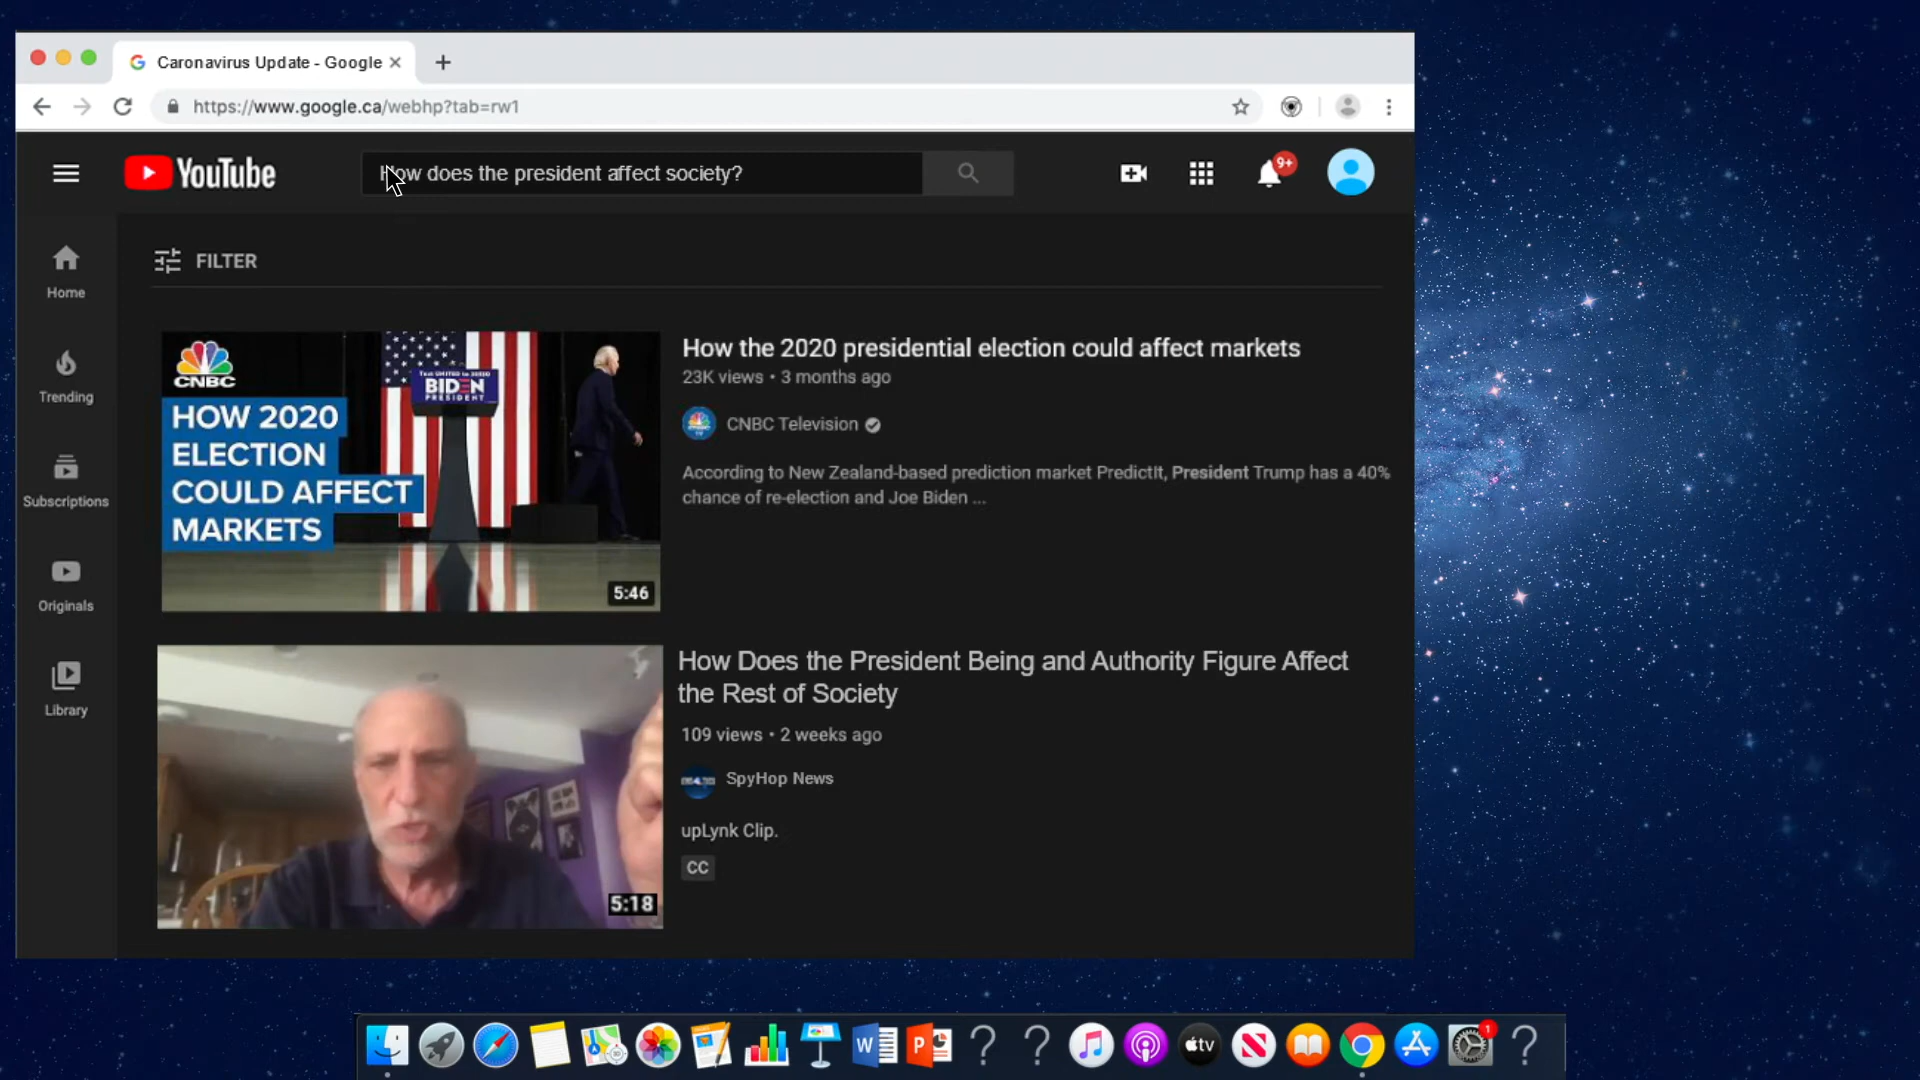 Caronavirus Update - Google
https://www.google.ca/webhp?tab=rw1
YouTube
How does the president affect society?
9+
FILTER
Home
Trending
Subscriptions
Originals
Library
CNBC
BIDEN
PRESIDENT
HOW 2020
ELECTION
COULD AFFECT
MARKETS
5:46
How the 2020 presidential election could affect markets
23K views • 3 months ago
CNBC Television
According to New Zealand-based prediction market PredictIt, President Trump has a 40%
chance of re-election and Joe Biden ...
5:18
How Does the President Being and Authority Figure Affect
the Rest of Society
109 views • 2 weeks ago
SpyHop News
upLynk Clip.
CC
W
P
? ?
tv
1
?